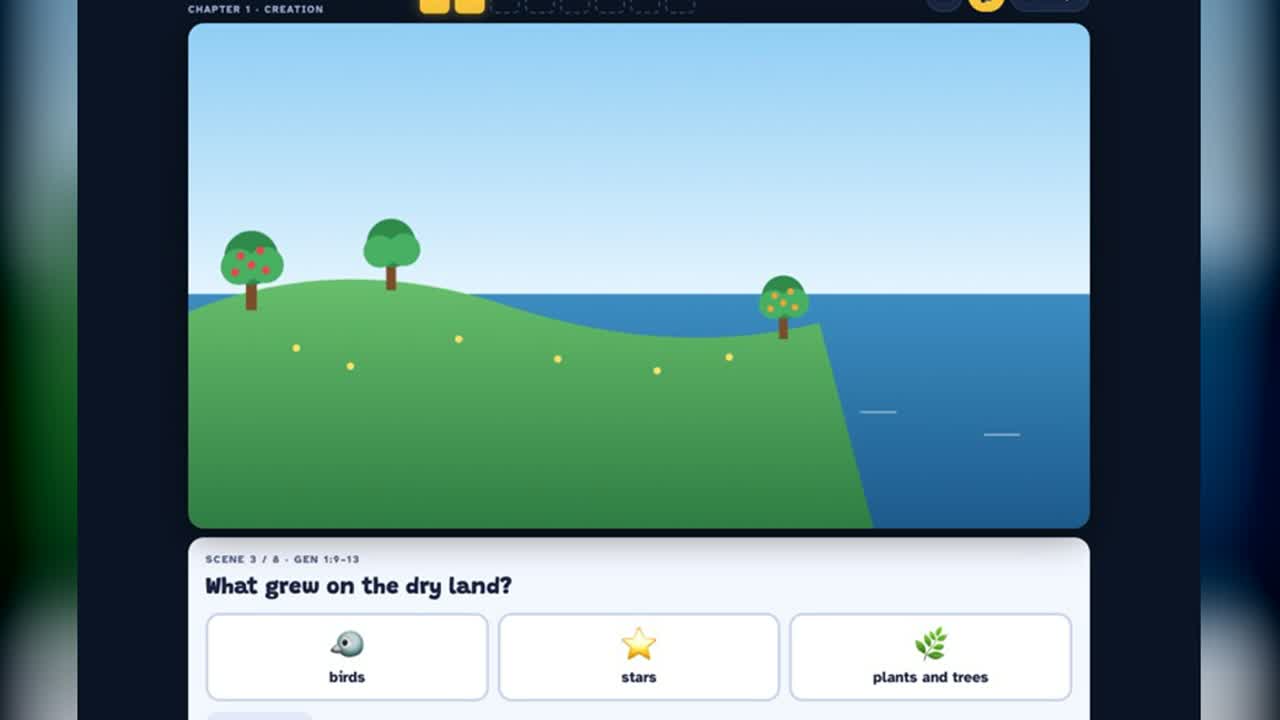 CHAPTER 1 · CREATION
SCENE 3 / 8 · GEN 1:9–13
What grew on the dry land?
birds
stars
plants and trees